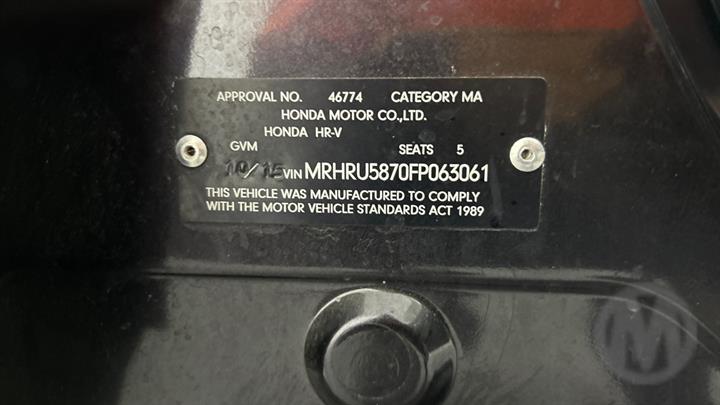 APPROVAL NO. 46774 CATEGORY MA
HONDA MOTOR CO.,LTD.
HONDA HR-V
GVM SEATS 5
10/15 VIN MRHRU5870FP063061
THIS VEHICLE WAS MANUFACTURED TO COMPLY
WITH THE MOTOR VEHICLE STANDARDS ACT 1989
M